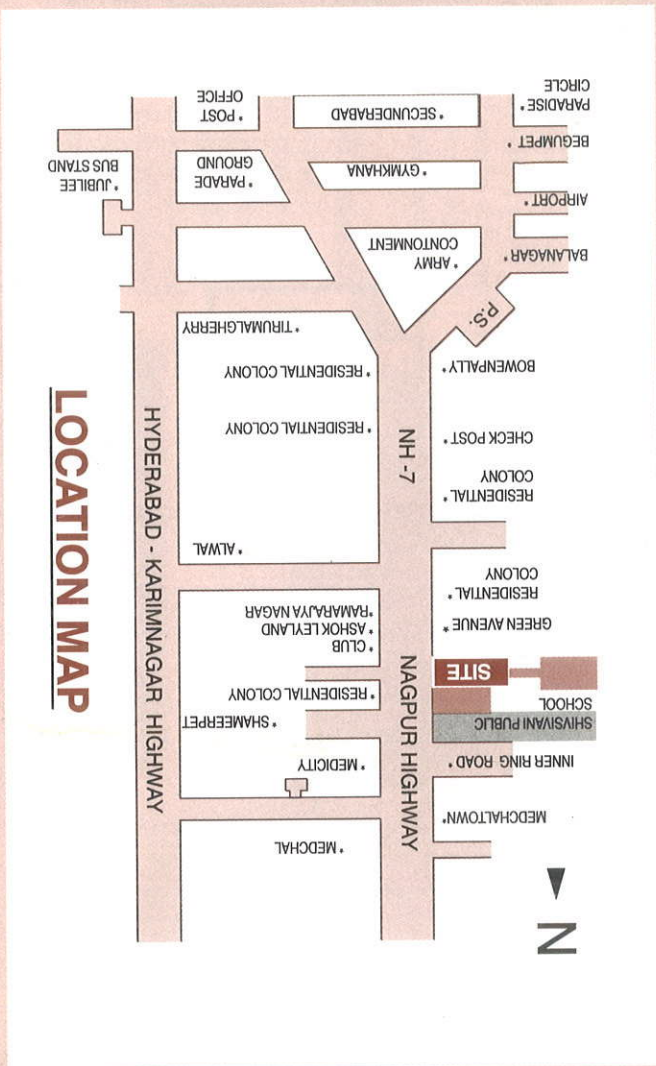 N
LOCATION MAP
* MEDCHAL
MEDCHALTOWN *
* MEDICITY
INNER RING ROAD *
SHIVSIVANI PUBLIC
SCHOOL
* SHAMEERPET
* RESIDENTIAL COLONY
SITE
* CLUB
* ASHOK LEYLAND
* RAMARAJYA NAGAR
GREEN AVENUE *
RESIDENTIAL *
COLONY
NAGPUR HIGHWAY
HYDERABAD - KARIMNAGAR HIGHWAY
* ALWAL
RESIDENTIAL *
COLONY
CHECK POST *
NH -7
* RESIDENTIAL COLONY
* RESIDENTIAL COLONY
BOWENPALLY *
* TIRUMALGHERRY
P.S.
BALANAGAR *
* ARMY
CONTONMENT
AIRPORT *
* GYMKHANA
* PARADE
GROUND
* JUBILEE
BUS STAND
BEGUMPET *
PARADISE *
CIRCLE
* SECUNDERABAD
* POST
OFFICE